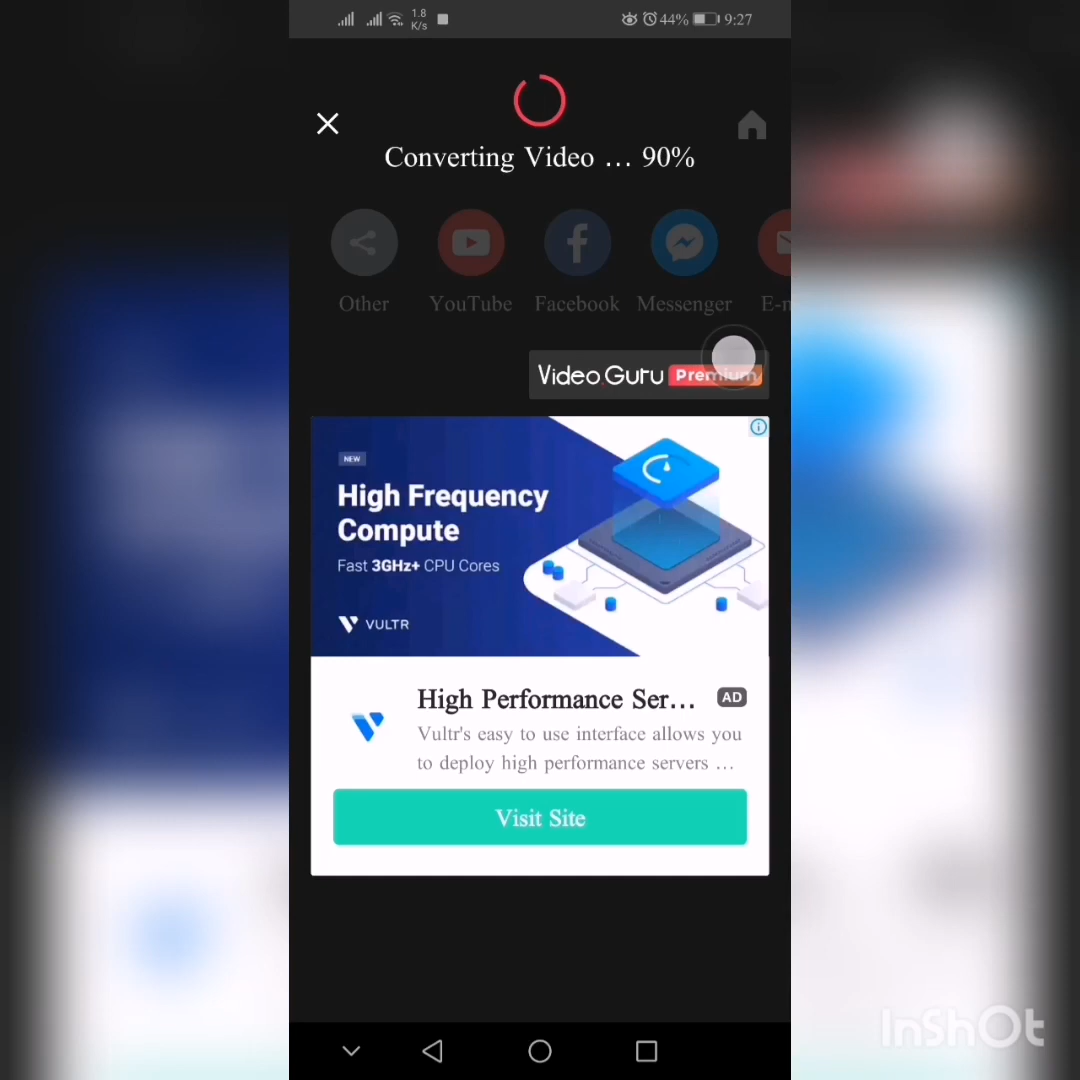 1.8
K/s
44%
9:27
Converting Video ... 90%
Other
YouTube
Facebook
Messenger
E-n
Video.Guru Premium
NEW
High Frequency
Compute
Fast 3GHz+ CPU Cores
VULTR
High Performance Ser...
AD
Vultr's easy to use interface allows you
to deploy high performance servers ...
Visit Site
InShOt